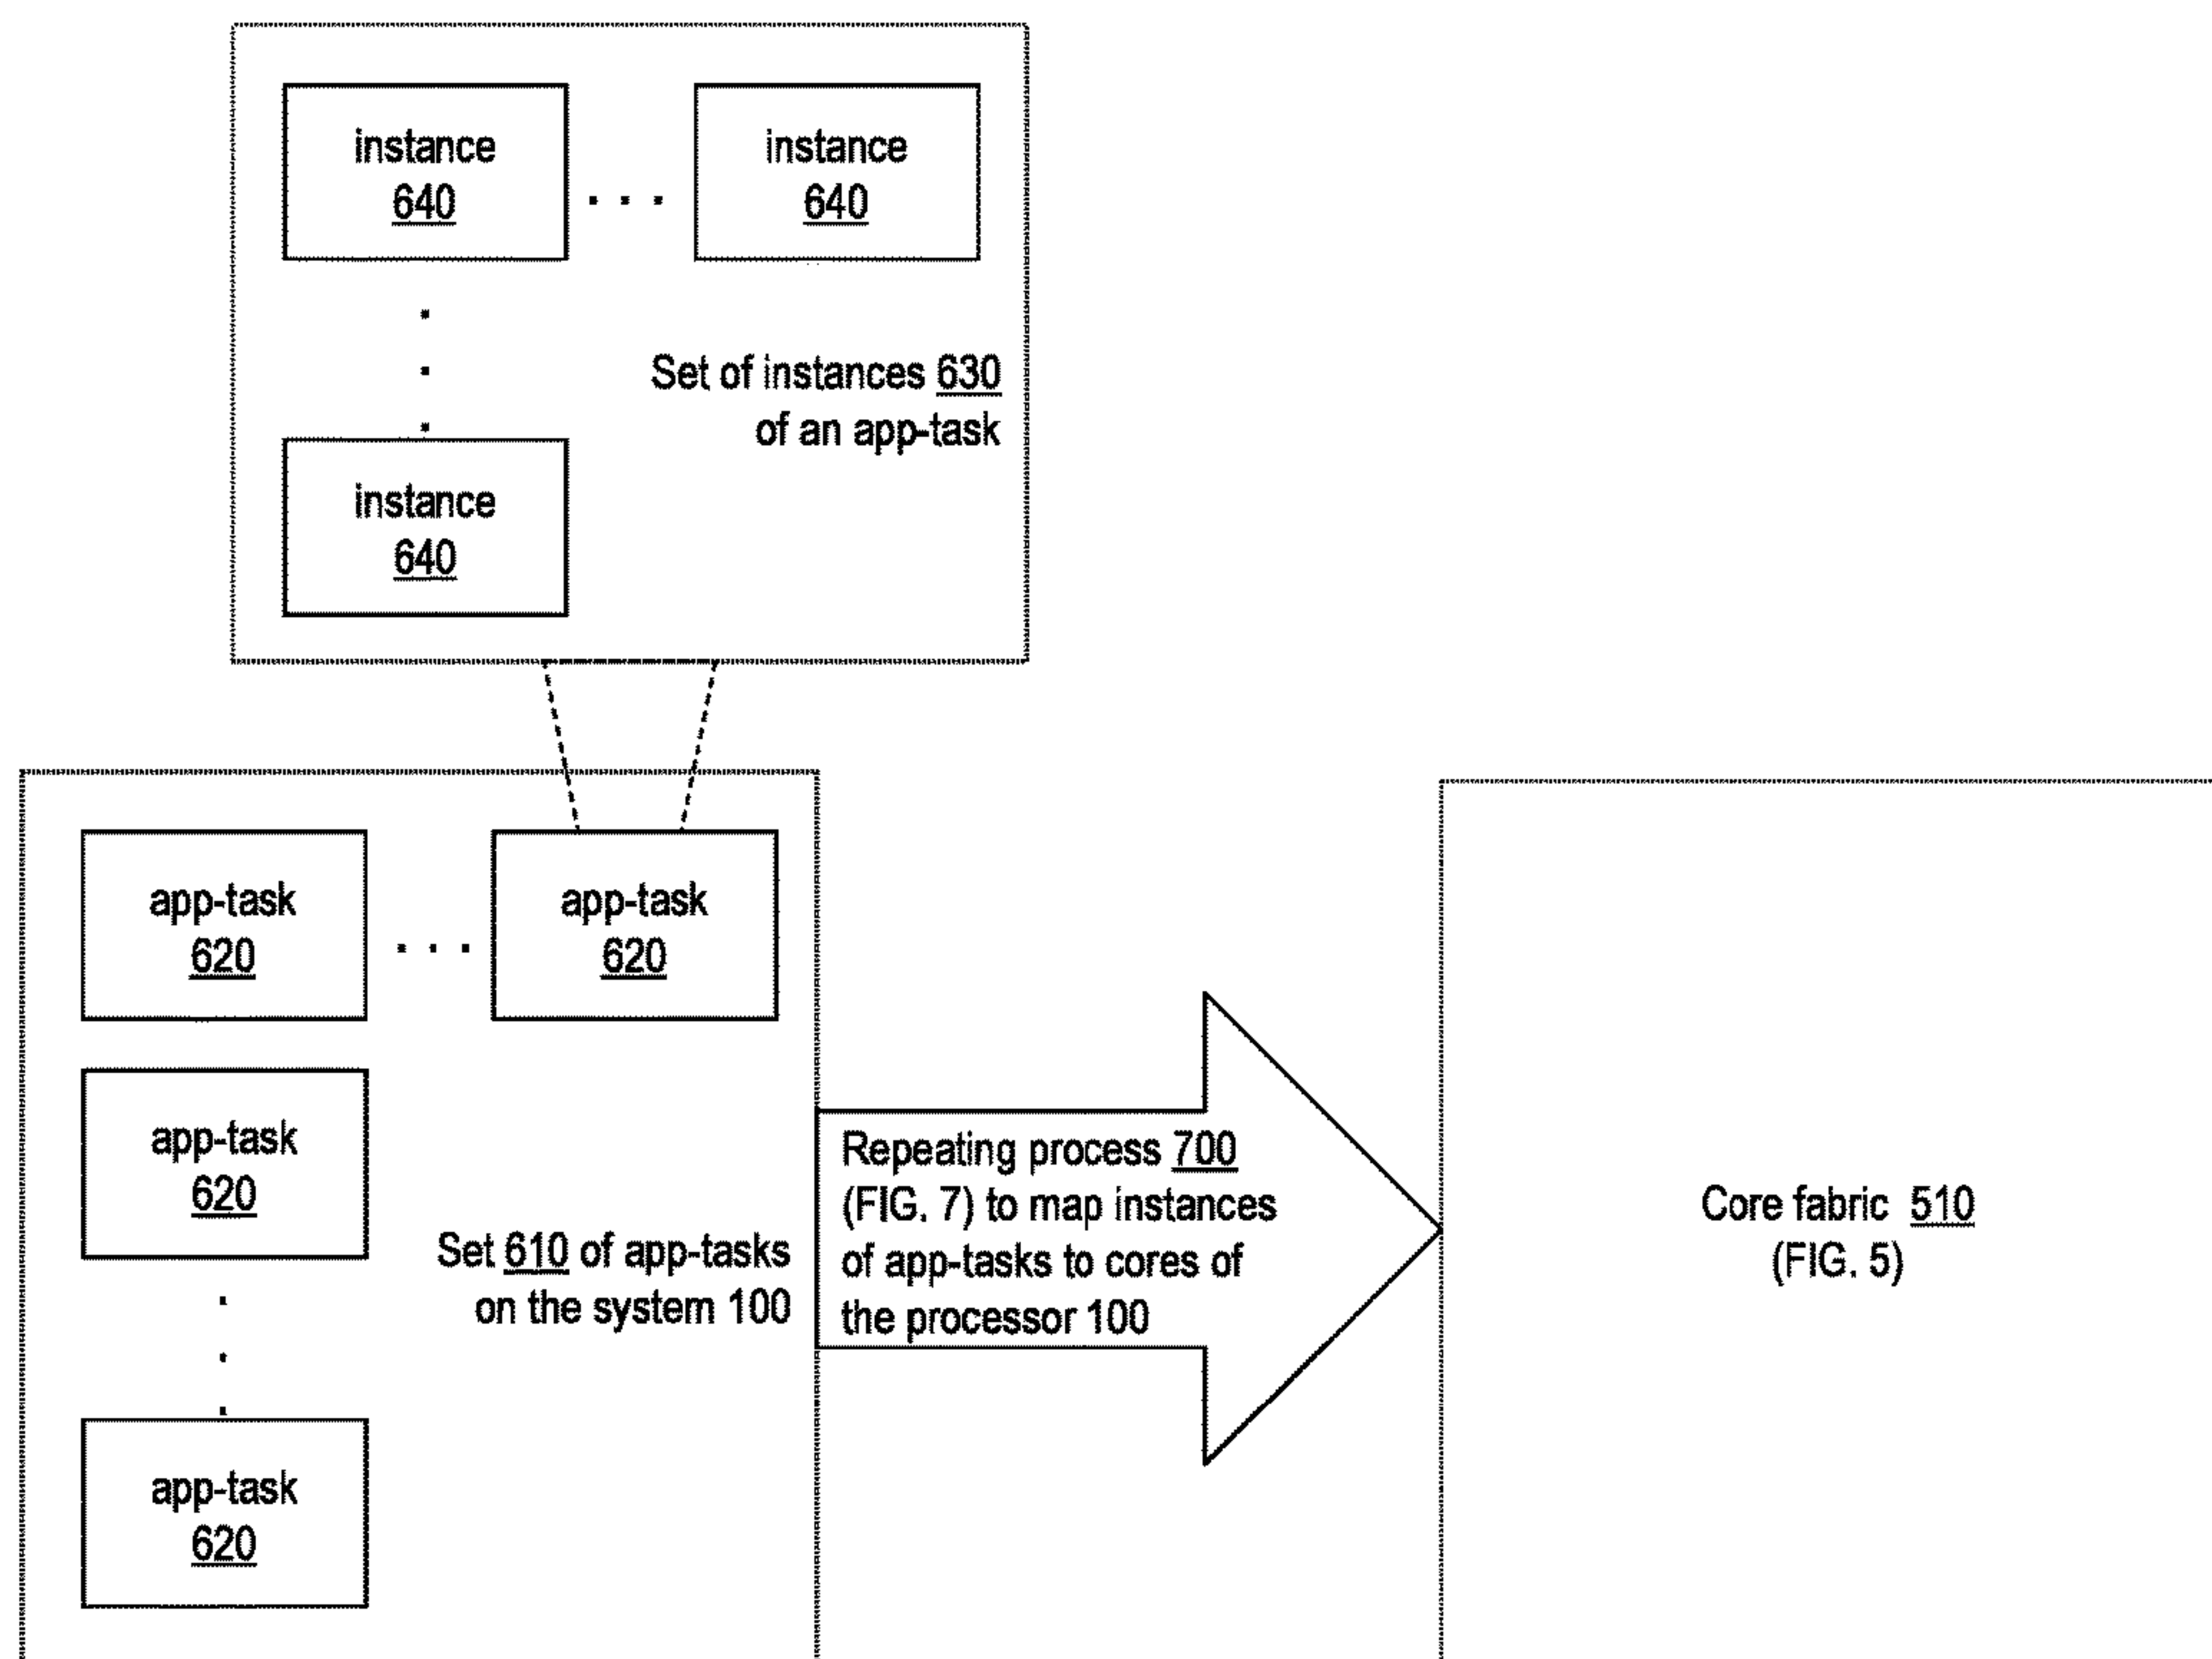 instance
640
. . .
instance
640
Set of instances 630
of an app-task
instance
640
app-task
620
. . .
app-task
620
app-task
620
Set 610 of app-tasks
on the system 100
app-task
620
Repeating process 700
(FIG. 7) to map instances
of app-tasks to cores of
the processor 100
Core fabric 510
(FIG. 5)